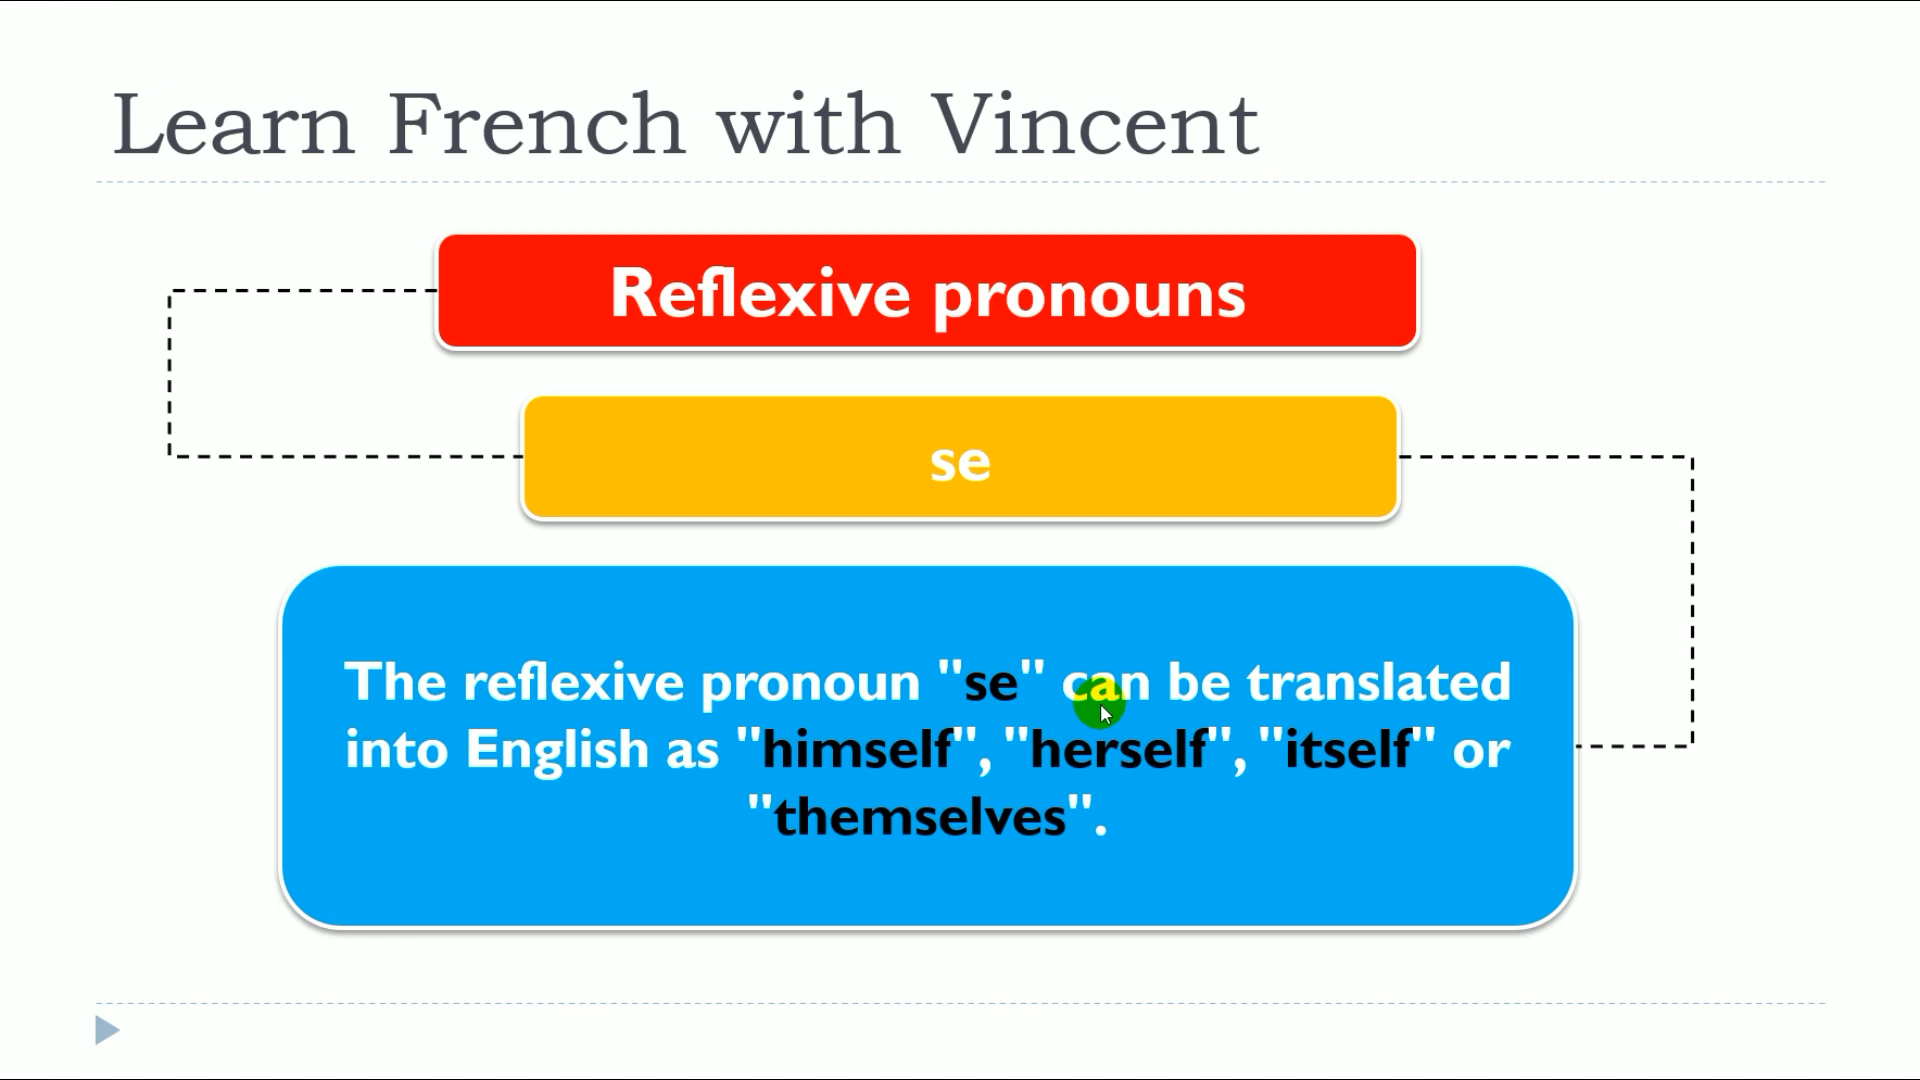 Learn French with Vincent
Reflexive pronouns
se
The reflexive pronoun "se" can be translated
into English as "himself", "herself", "itself" or
"themselves".